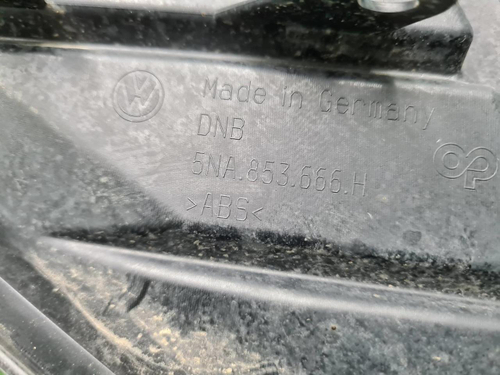 Made in Germany
DNB
5NA.853.666.H
>ABS<